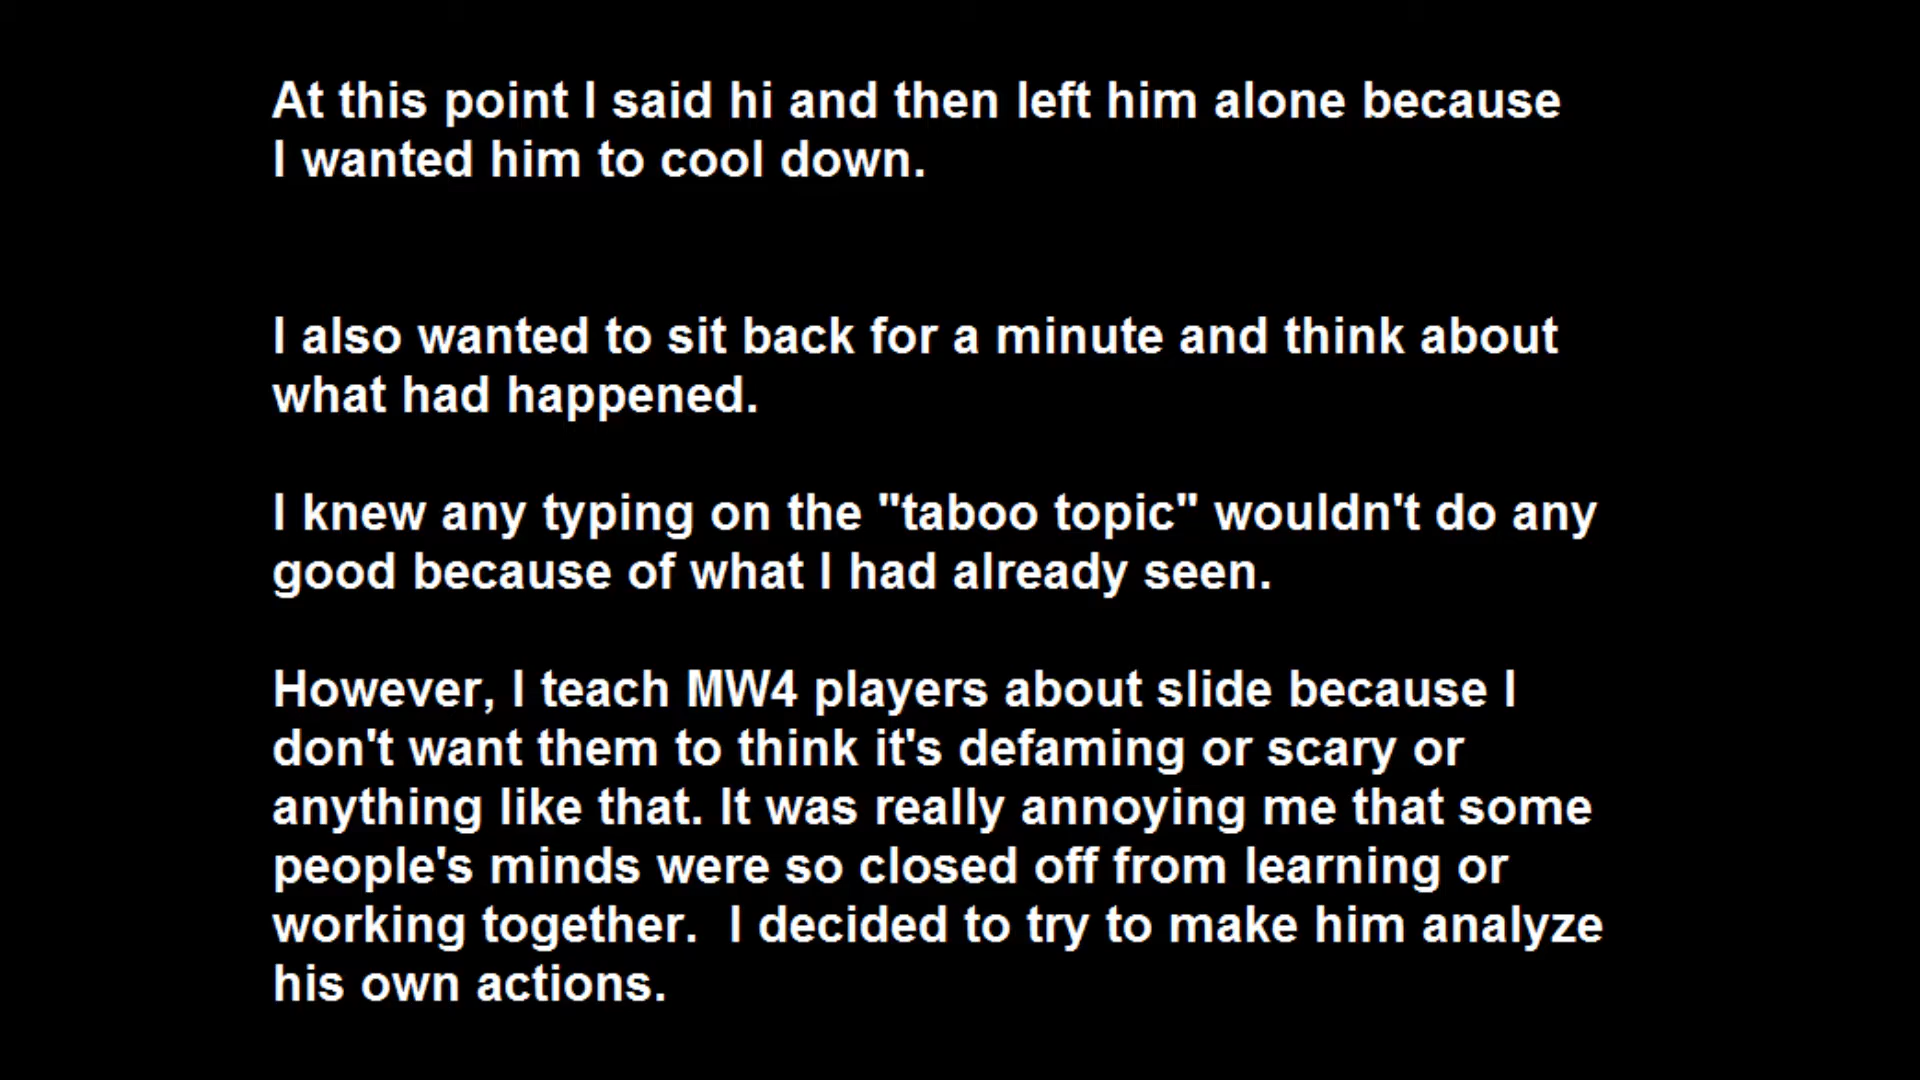 At this point I said hi and then left him alone because
I wanted him to cool down.
I also wanted to sit back for a minute and think about
what had happened.
I knew any typing on the "taboo topic" wouldn't do any
good because of what I had already seen.
However, I teach MW4 players about slide because I
don't want them to think it's defaming or scary or
anything like that. It was really annoying me that some
people's minds were so closed off from learning or
working together.  I decided to try to make him analyze
his own actions.